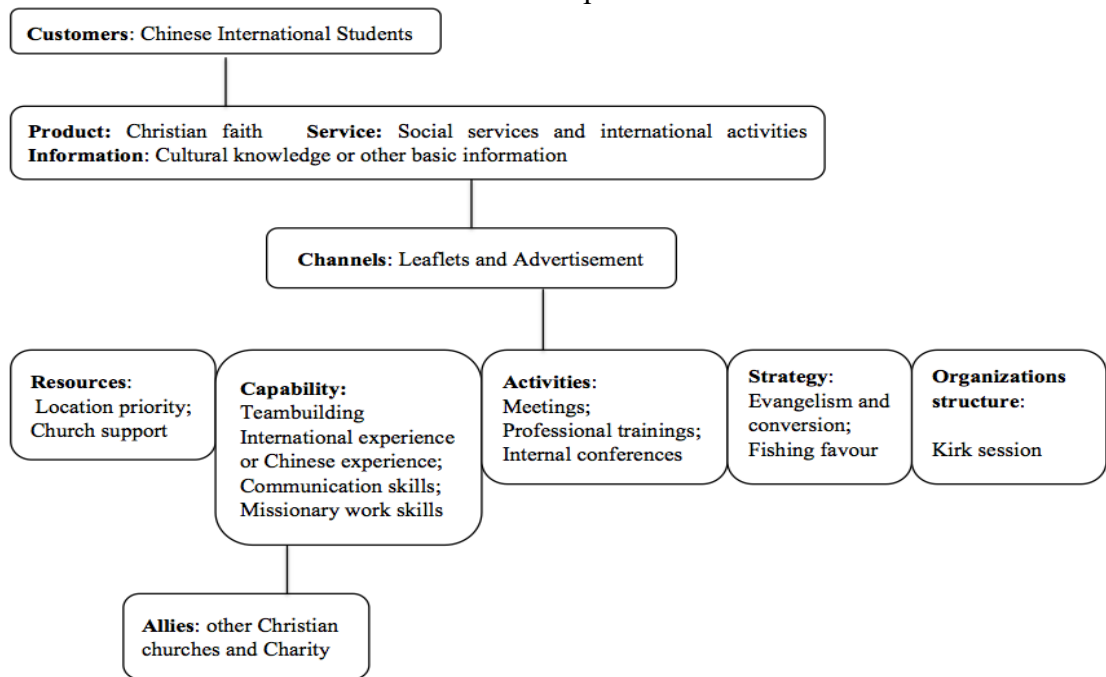 Customers: Chinese International Students
Product: Christian faith Service: Social services and international activities
Information: Cultural knowledge or other basic information
Channels: Leaflets and Advertisement
Resources:
Location priority;
Church support
Capability:
Teambuilding
International experience
or Chinese experience;
Communication skills;
Missionary work skills
Activities:
Meetings;
Professional trainings;
Internal conferences
Strategy:
Evangelism and
conversion;
Fishing favour
Organizations
structure:
Kirk session
Allies: other Christian
churches and Charity